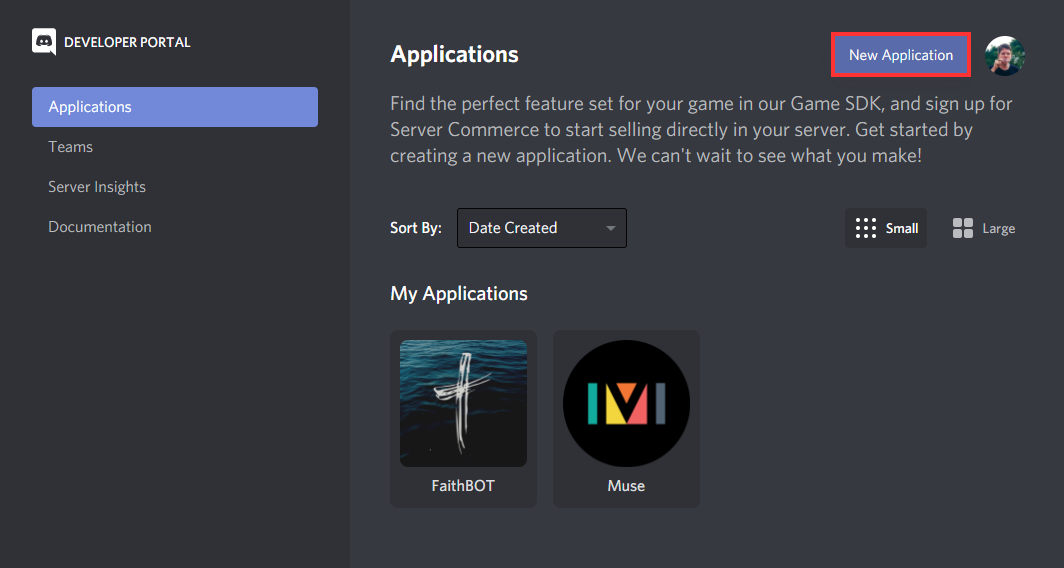 DEVELOPER PORTAL
Applications
Teams
Server Insights
Documentation
Applications
New Application
Find the perfect feature set for your game in our Game SDK, and sign up for
Server Commerce to start selling directly in your server. Get started by
creating a new application. We can't wait to see what you make!
Sort By:
Date Created
Small
Large
My Applications
FaithBOT
Muse